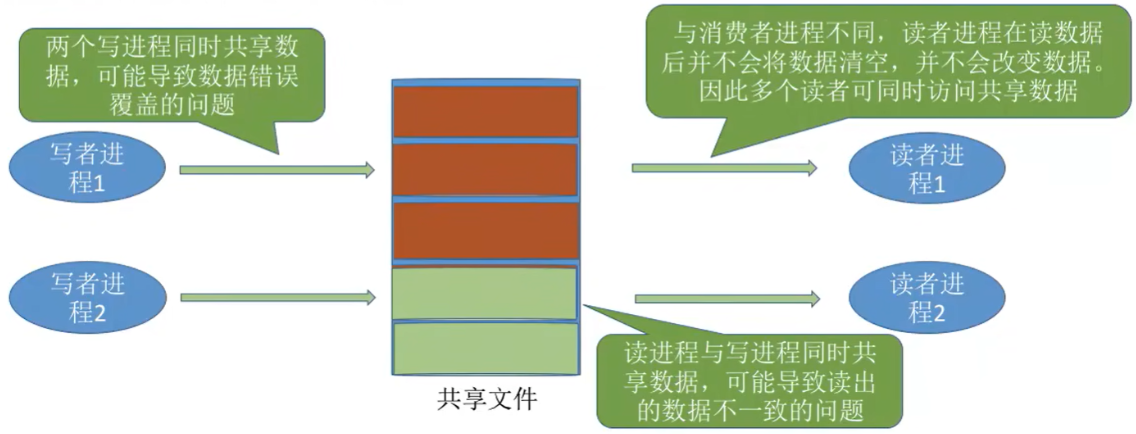 两个写进程同时共享数
据，可能导致数据错误
覆盖的问题
与消费者进程不同，读者进程在读数据
后并不会将数据清空，并不会改变数据。
因此多个读者可同时访问共享数据
写者进
程1
读者进
程1
写者进
程2
读者进
程2
读进程与写进程同时共
享数据，可能导致读出
的数据不一致的问题
共享文件